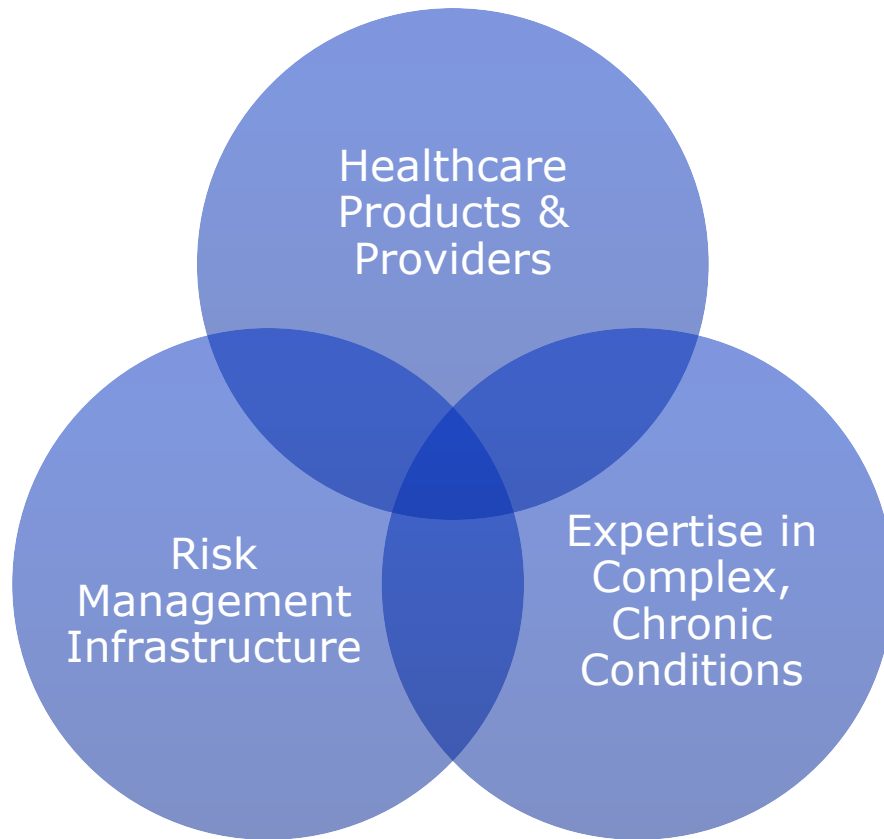 Healthcare
Products &
Providers
Risk
Management
Infrastructure
Expertise in
Complex,
Chronic
Conditions